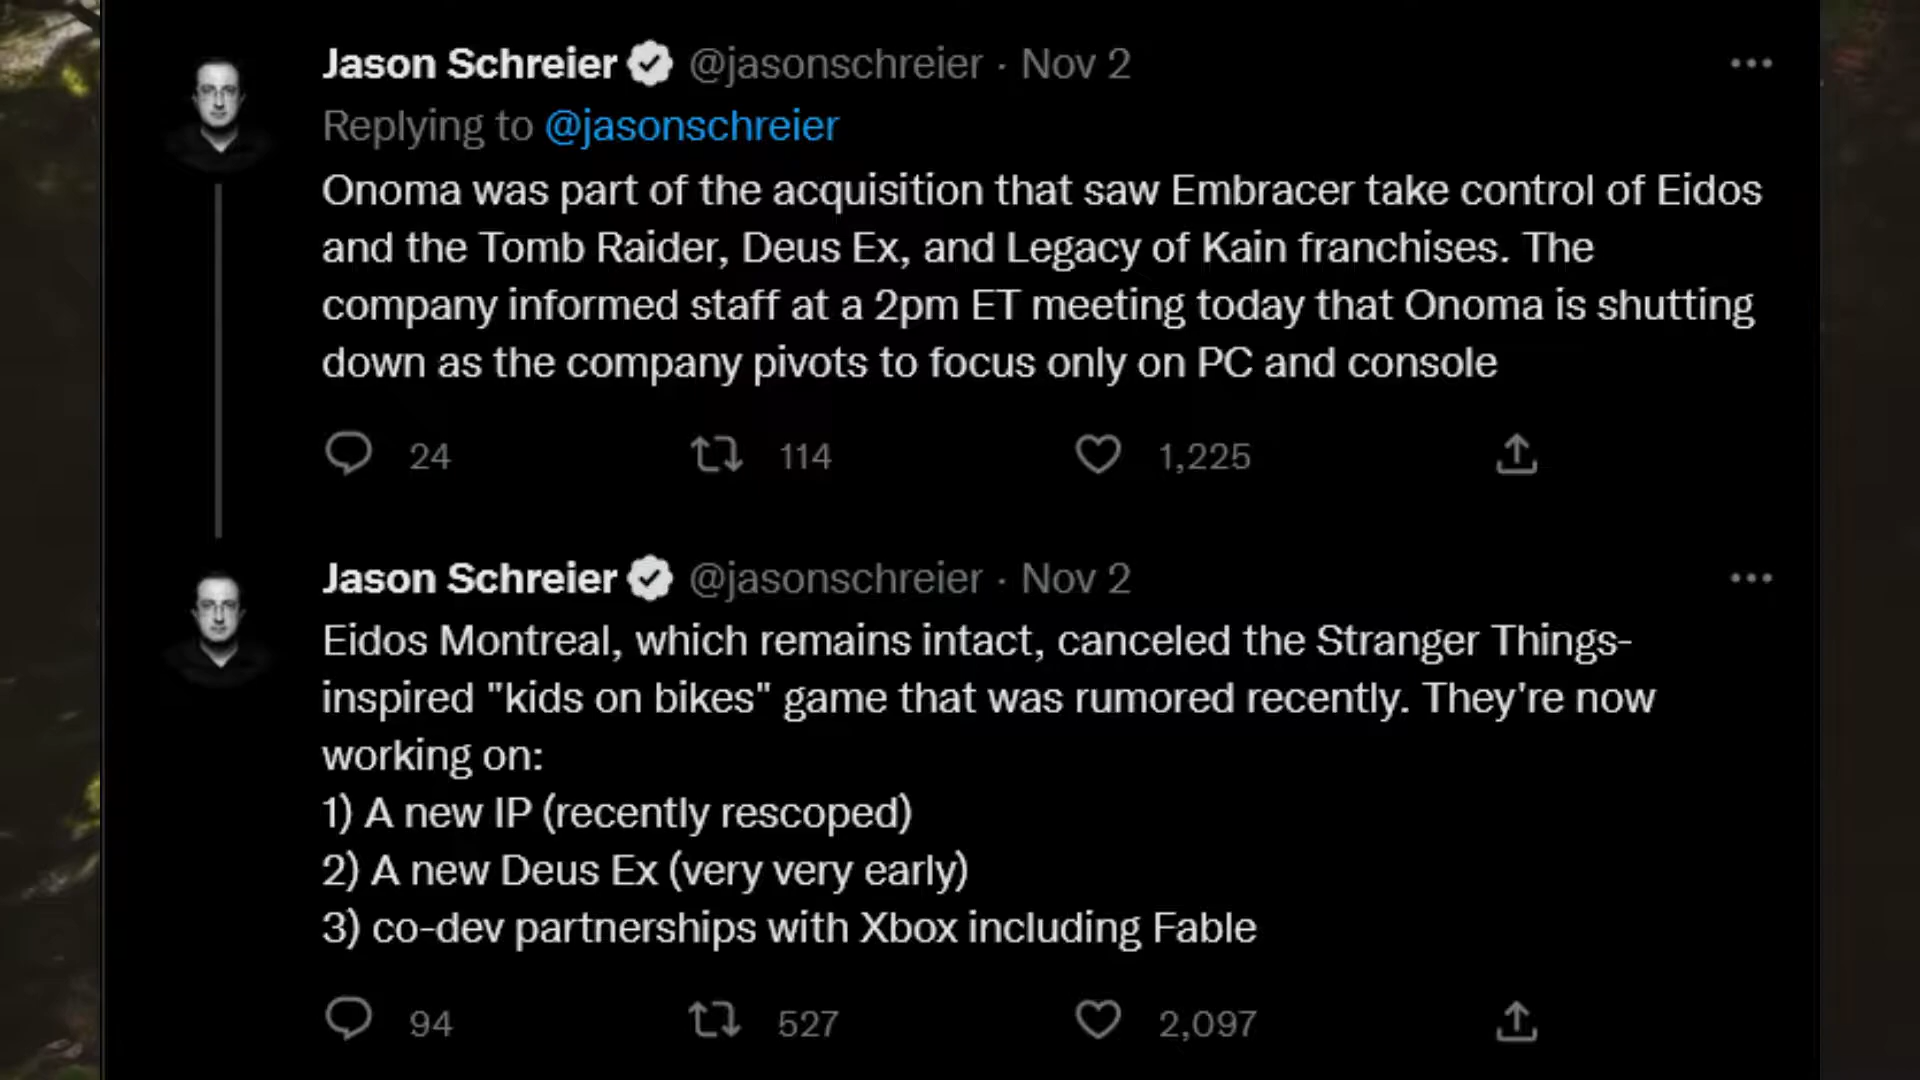 Jason Schreier @jasonschreier · Nov 2
Replying to @jasonschreier
Onoma was part of the acquisition that saw Embracer take control of Eidos
and the Tomb Raider, Deus Ex, and Legacy of Kain franchises. The
company informed staff at a 2pm ET meeting today that Onoma is shutting
down as the company pivots to focus only on PC and console
24 114 1,225
Jason Schreier @jasonschreier · Nov 2
Eidos Montreal, which remains intact, canceled the Stranger Things-
inspired "kids on bikes" game that was rumored recently. They're now
working on:
1) A new IP (recently rescoped)
2) A new Deus Ex (very very early)
3) co-dev partnerships with Xbox including Fable
94 527 2,097